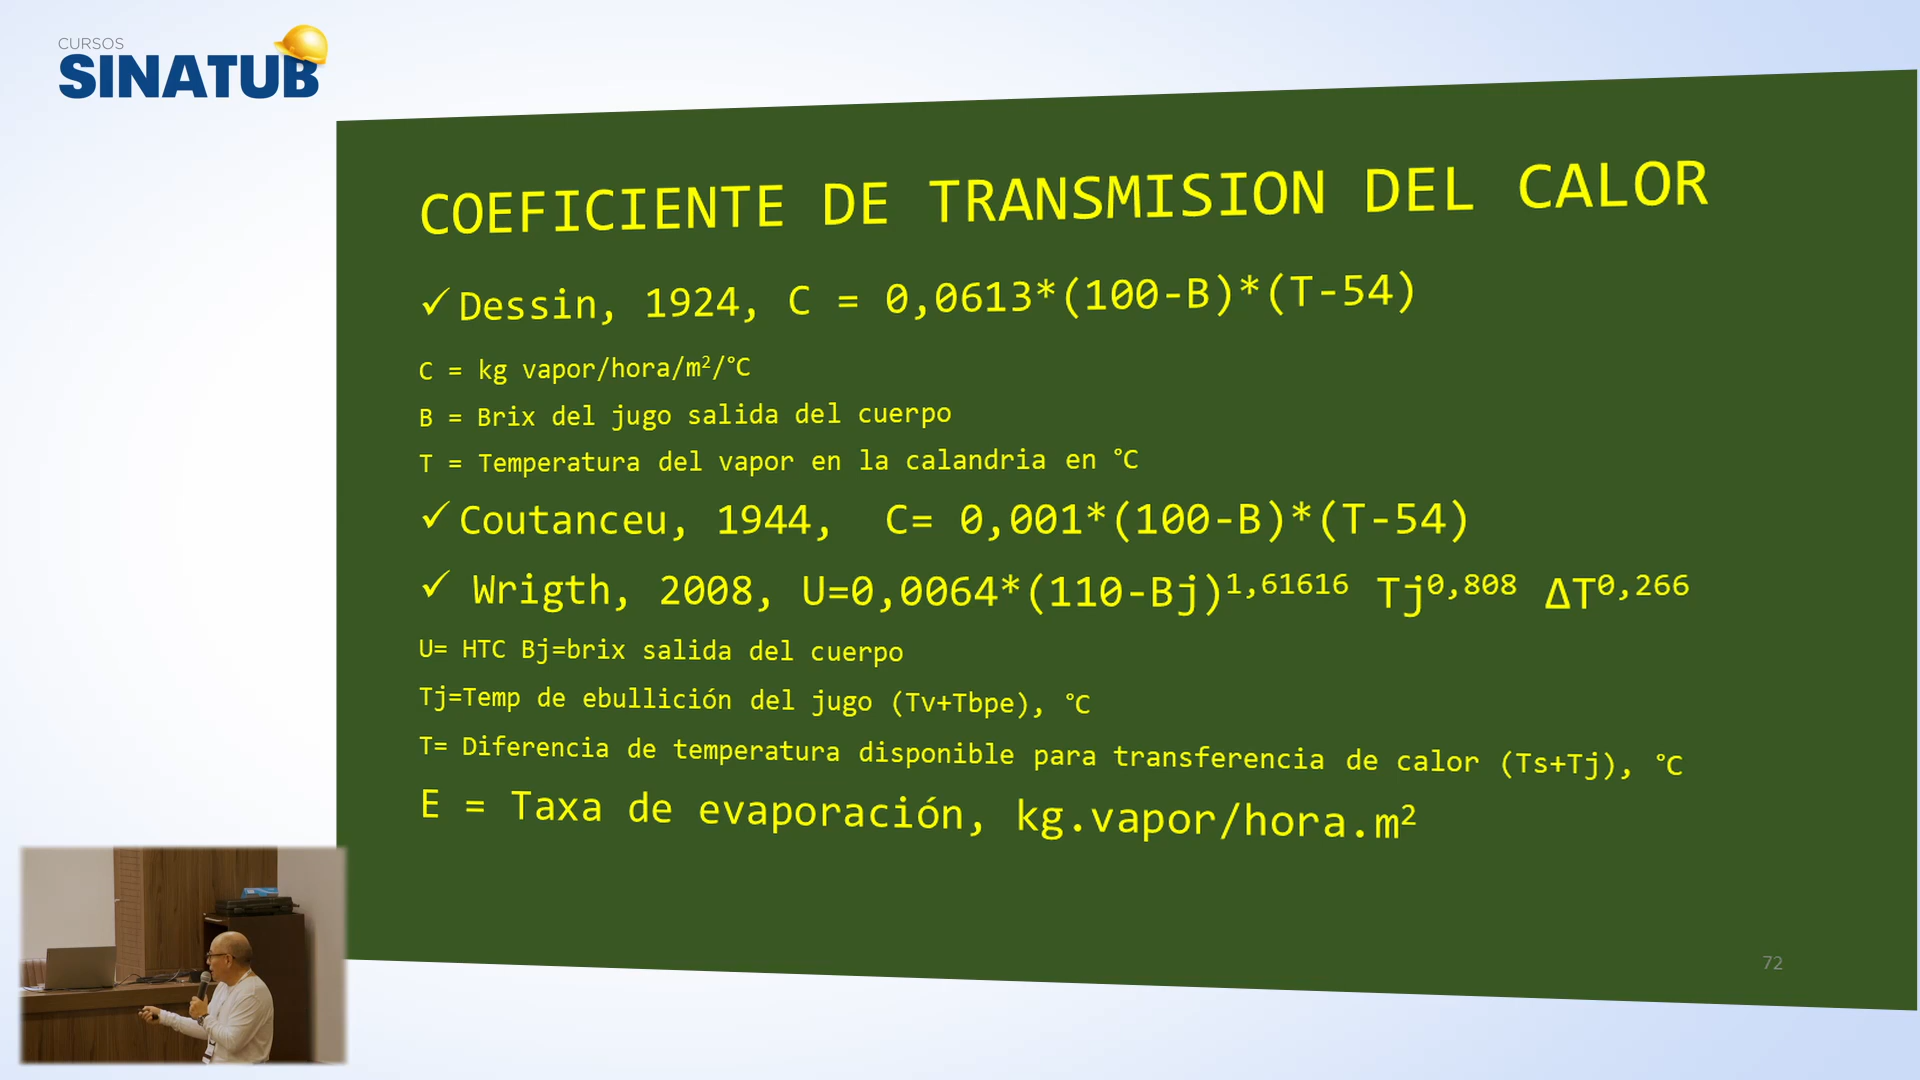 CURSOS
SINATUB
COEFICIENTE DE TRANSMISION DEL CALOR
✓Dessin, 1924, C = 0,0613*(100-B)*(T-54)
C = kg vapor/hora/m²/°C
B = Brix del jugo salida del cuerpo
T = Temperatura del vapor en la calandria en °C
✓Coutanceu, 1944, C= 0,001*(100-B)*(T-54)
✓ Wrigth, 2008, U=0,0064*(110-Bj)¹,⁶¹⁶¹⁶ Tj⁰,⁸⁰⁸ ΔT⁰,²⁶⁶
U= HTC Bj=brix salida del cuerpo
Tj=Temp de ebullición del jugo (Tv+Tbpe), °C
T= Diferencia de temperatura disponible para transferencia de calor (Ts+Tj), °C
E = Taxa de evaporación, kg.vapor/hora.m²
72